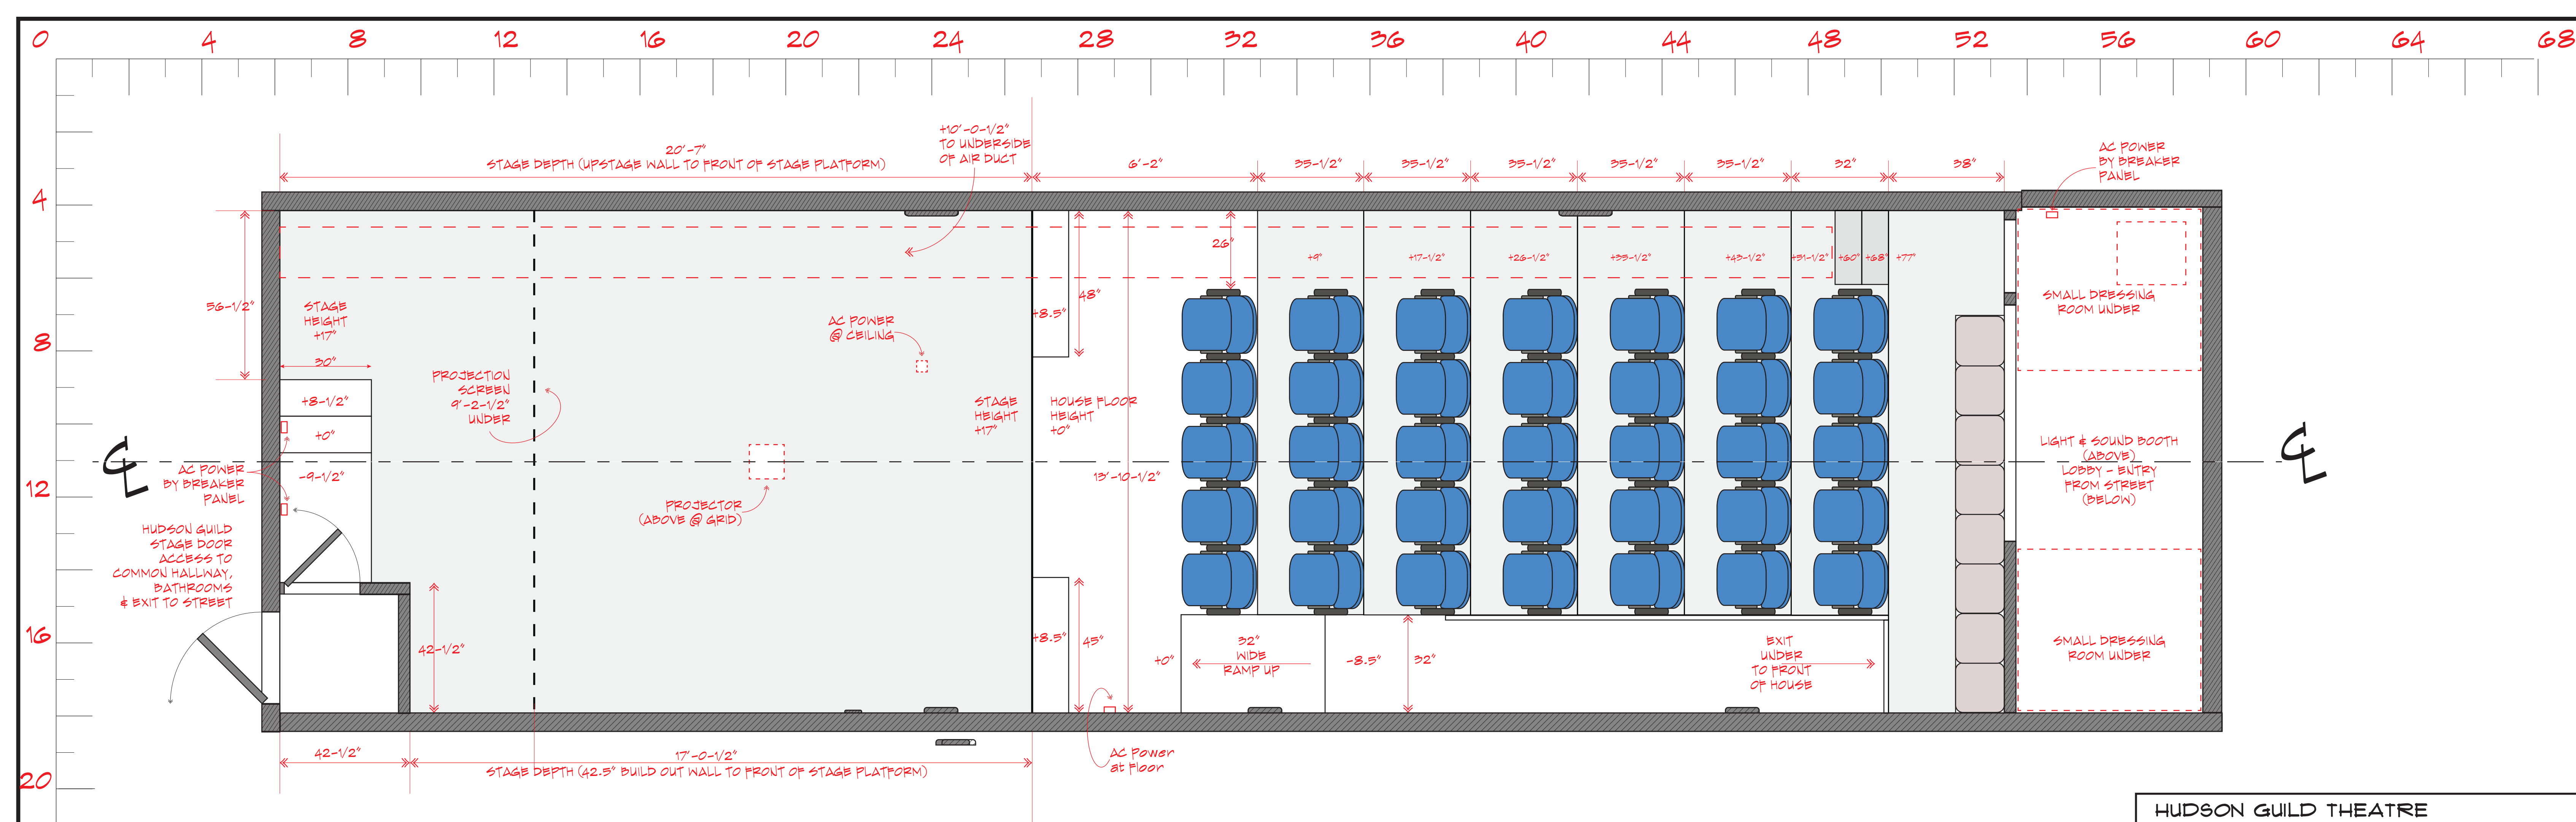 0 4 8 12 16 20 24 28 32 36 40 44 48 52 56 60 64 68
4
8
12
16
20
20'-7"
STAGE DEPTH (UPSTAGE WALL TO FRONT OF STAGE PLATFORM)
+10'-0-1/2"
TO UNDERSIDE
OF AIR DUCT
6'-2"
35-1/2"
35-1/2"
35-1/2"
35-1/2"
35-1/2"
32"
38"
AC POWER
BY BREAKER
PANEL
56-1/2"
STAGE
HEIGHT
+17"
30"
+8-1/2"
+0"
-9-1/2"
AC POWER
BY BREAKER
PANEL
HUDSON GUILD
STAGE DOOR
ACCESS TO
COMMON HALLWAY,
BATHROOMS
& EXIT TO STREET
PROJECTION
SCREEN
9'-2-1/2"
UNDER
AC POWER
@ CEILING
PROJECTOR
(ABOVE @ GRID)
STAGE
HEIGHT
+17"
HOUSE FLOOR
HEIGHT
+0"
+8.5"
48"
26"
13'-10-1/2"
+9"
+17-1/2"
+26-1/2"
+35-1/2"
+43-1/2"
+51-1/2"
+60"
+68"
+77"
SMALL DRESSING
ROOM UNDER
LIGHT & SOUND BOOTH
(ABOVE)
LOBBY - ENTRY
FROM STREET
(BELOW)
SMALL DRESSING
ROOM UNDER
42-1/2"
+8.5"
45"
+0"
32"
WIDE
RAMP UP
-8.5"
32"
EXIT
UNDER
TO FRONT
OF HOUSE
42-1/2"
17'-0-1/2"
STAGE DEPTH (42.5" BUILD OUT WALL TO FRONT OF STAGE PLATFORM)
AC Power
at Floor
HUDSON GUILD THEATRE